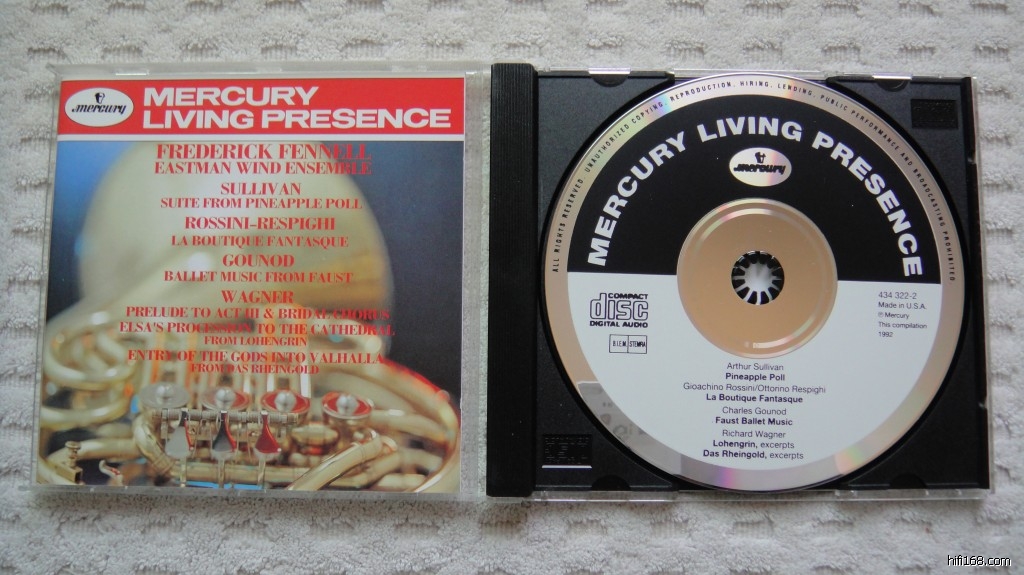 mercury
MERCURY
LIVING PRESENCE
FREDERICK FENNELL
EASTMAN WIND ENSEMBLE
SULLIVAN
SUITE FROM PINEAPPLE POLL
ROSSINI-RESPIGHI
LA BOUTIQUE FANTASQUE
GOUNOD
BALLET MUSIC FROM FAUST
WAGNER
PRELUDE TO ACT III & BRIDAL CHORUS
ELSA'S PROCESSION TO THE CATHEDRAL
FROM LOHENGRIN
ENTRY OF THE GODS INTO VALHALLA
FROM DAS RHEINGOLD
ALL RIGHTS RESERVED. UNAUTHORIZED COPYING, REPRODUCTION, HIRING, LENDING, PUBLIC PERFORMANCE AND BROADCASTING PROHIBITED
MERCURY LIVING PRESENCE
mercury
COMPACT
disc
DIGITAL AUDIO
B.I.E.M. STEMRA
434 322-2
Made in U.S.A.
℗ Mercury
This compilation
1992
Arthur Sullivan
Pineapple Poll
Gioachino Rossini/Ottorino Respighi
La Boutique Fantasque
Charles Gounod
Faust Ballet Music
Richard Wagner
Lohengrin, excerpts
Das Rheingold, excerpts
hifi168.com